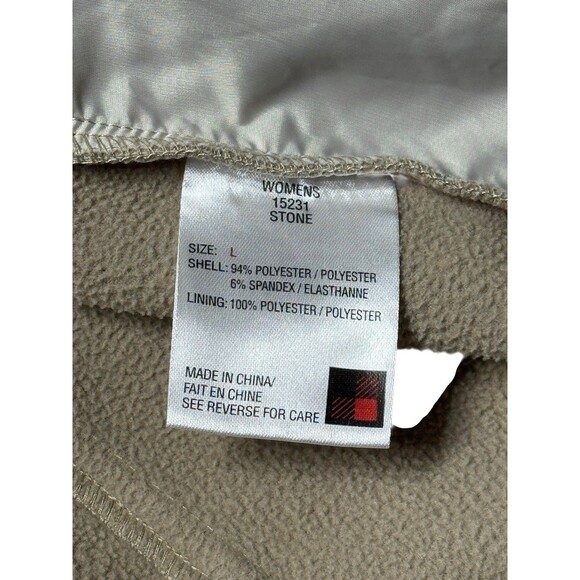 WOMENS
15231
STONE
SIZE: L
SHELL: 94% POLYESTER / POLYESTER
6% SPANDEX / ELASTHANNE
LINING: 100% POLYESTER / POLYESTER
MADE IN CHINA/
FAIT EN CHINE
SEE REVERSE FOR CARE